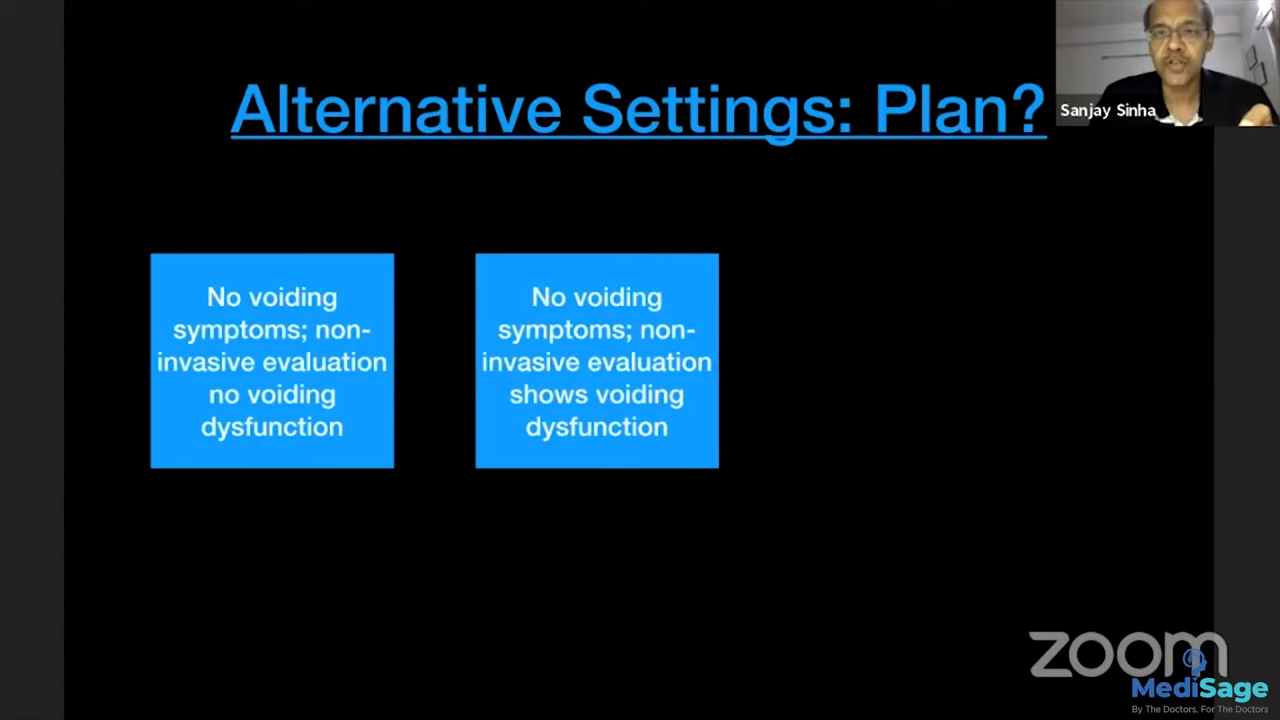 Alternative Settings: Plan?
Sanjay Sinha
No voiding
symptoms; non-
invasive evaluation
no voiding
dysfunction
No voiding
symptoms; non-
invasive evaluation
shows voiding
dysfunction
zoom
MediSage
By The Doctors, For The Doctors